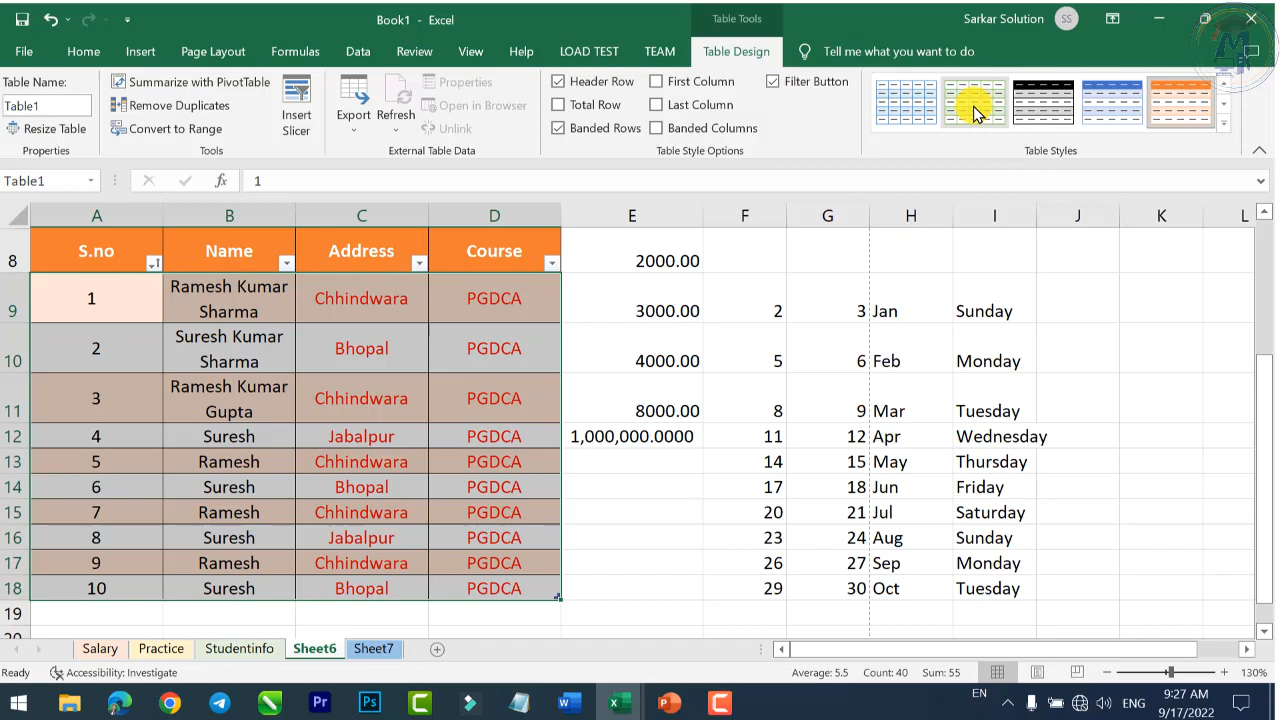 Book1 - Excel
Table Tools
Sarkar Solution
SS
File
Home
Insert
Page Layout
Formulas
Data
Review
View
Help
LOAD TEST
TEAM
Table Design
Tell me what you want to do
Table Name:
Table1
Resize Table
Properties
Summarize with PivotTable
Remove Duplicates
Convert to Range
Tools
Insert
Slicer
Export
Refresh
Properties
Open in Browser
Unlink
External Table Data
Header Row
First Column
Filter Button
Total Row
Last Column
Banded Rows
Banded Columns
Table Style Options
Table Styles
Table1
fx
1
A B C D E F G H I J K L
8 S.no Name Address Course 2000.00
9 1 Ramesh Kumar Sharma Chhindwara PGDCA 3000.00 2 3 Jan Sunday
10 2 Suresh Kumar Sharma Bhopal PGDCA 4000.00 5 6 Feb Monday
11 3 Ramesh Kumar Gupta Chhindwara PGDCA 8000.00 8 9 Mar Tuesday
12 4 Suresh Jabalpur PGDCA 1,000,000.0000 11 12 Apr Wednesday
13 5 Ramesh Chhindwara PGDCA 14 15 May Thursday
14 6 Suresh Bhopal PGDCA 17 18 Jun Friday
15 7 Ramesh Chhindwara PGDCA 20 21 Jul Saturday
16 8 Suresh Jabalpur PGDCA 23 24 Aug Sunday
17 9 Ramesh Chhindwara PGDCA 26 27 Sep Monday
18 10 Suresh Bhopal PGDCA 29 30 Oct Tuesday
19
Salary
Practice
Studentinfo
Sheet6
Sheet7
Ready
Accessibility: Investigate
Average: 5.5
Count: 40
Sum: 55
130%
EN
ENG
9:27 AM
9/17/2022